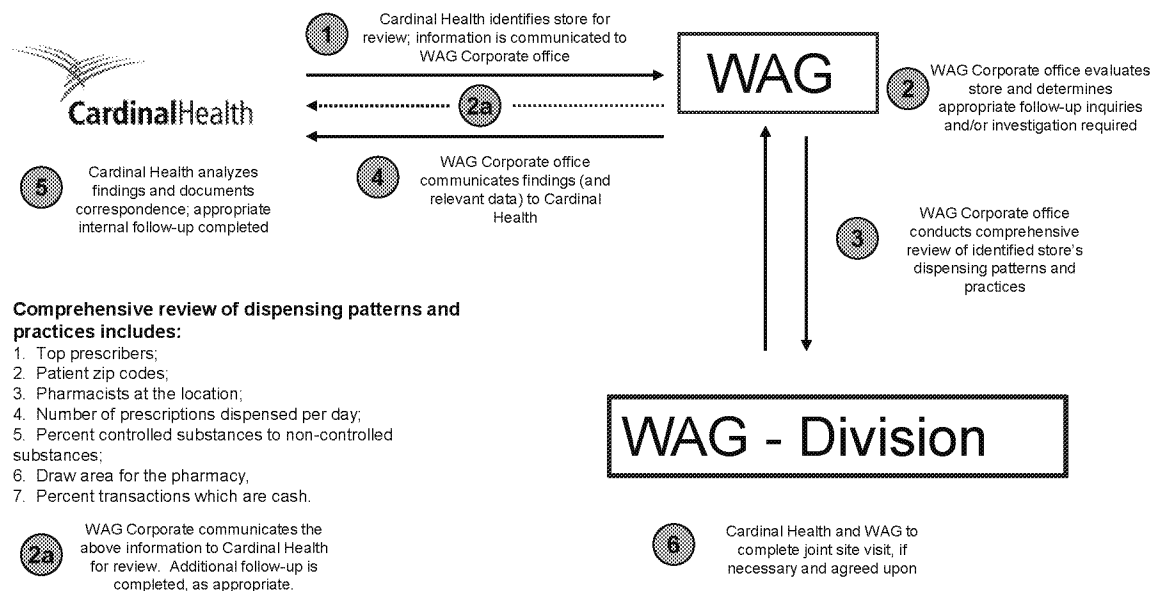 1
Cardinal Health identifies store for
review; information is communicated to
WAG Corporate office
CardinalHealth
2a
WAG
2
WAG Corporate office evaluates
store and determines
appropriate follow-up inquiries
and/or investigation required
5
Cardinal Health analyzes
findings and documents
correspondence; appropriate
internal follow-up completed
4
WAG Corporate office
communicates findings (and
relevant data) to Cardinal
Health
3
WAG Corporate office
conducts comprehensive
review of identified store's
dispensing patterns and
practices
Comprehensive review of dispensing patterns and
practices includes:
1. Top prescribers;
2. Patient zip codes;
3. Pharmacists at the location;
4. Number of prescriptions dispensed per day;
5. Percent controlled substances to non-controlled
substances;
6. Draw area for the pharmacy,
7. Percent transactions which are cash.
WAG - Division
2a
WAG Corporate communicates the
above information to Cardinal Health
for review. Additional follow-up is
completed, as appropriate.
6
Cardinal Health and WAG to
complete joint site visit, if
necessary and agreed upon